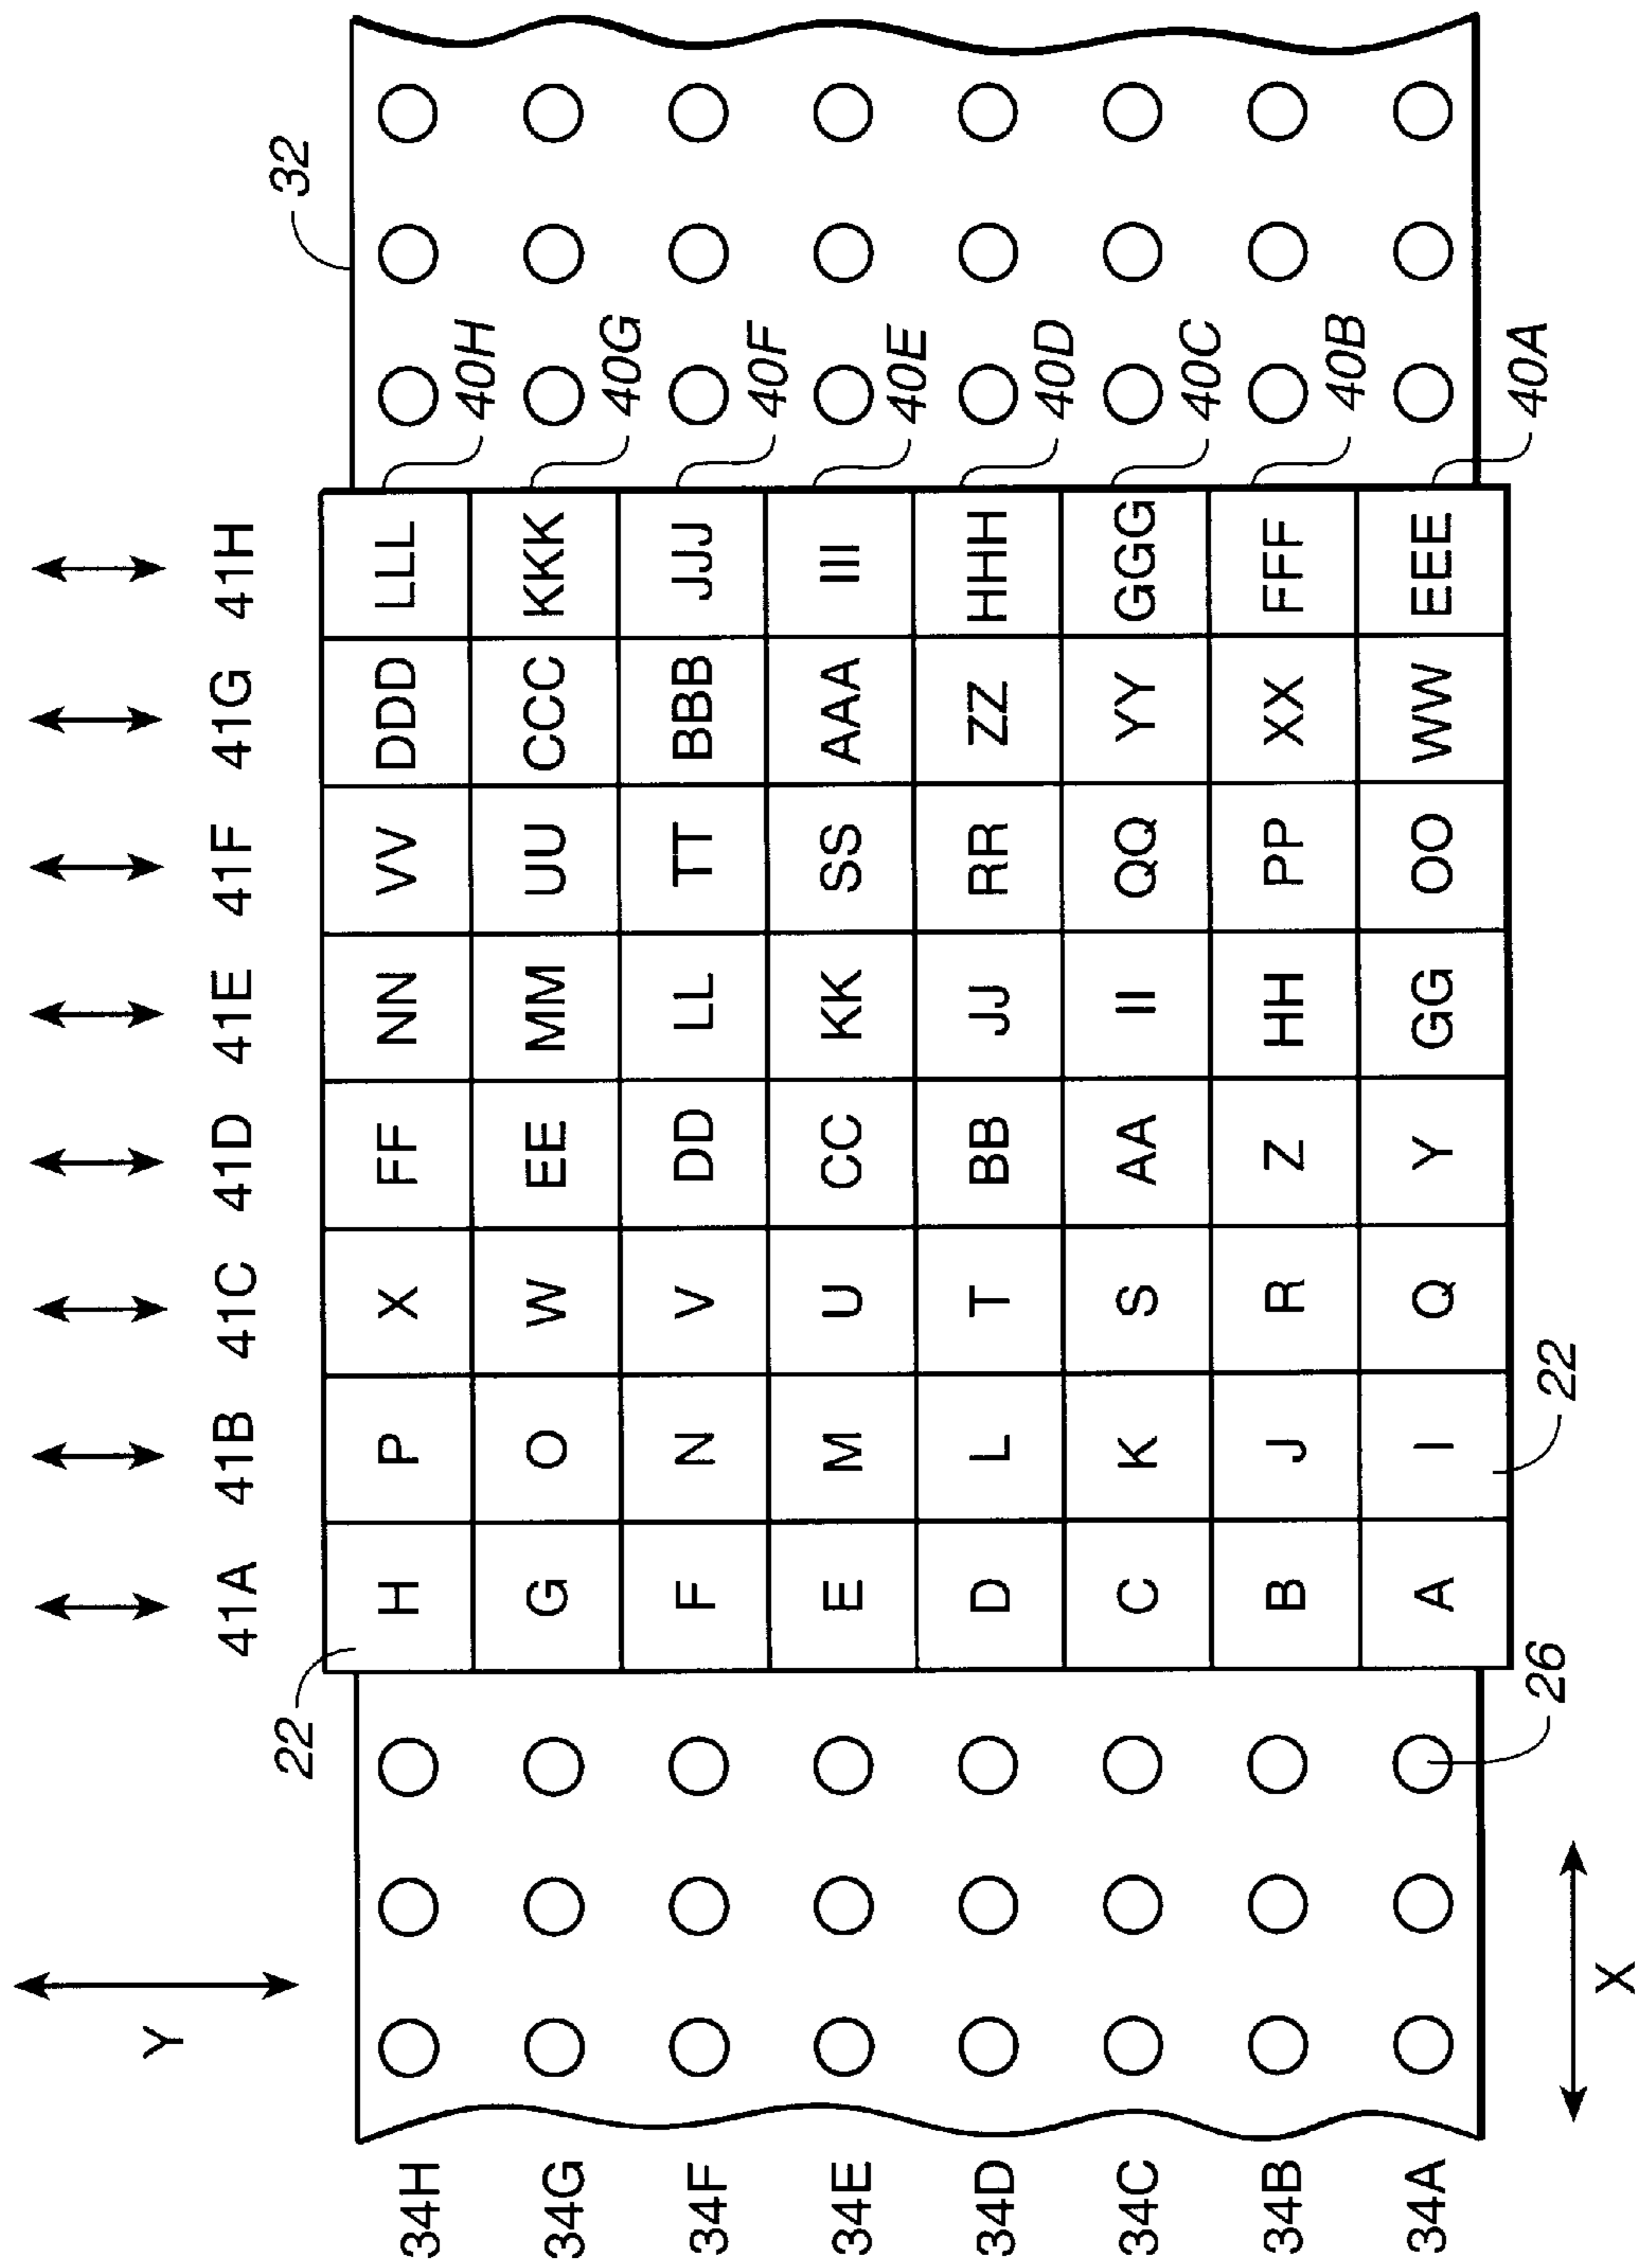 Y
41A 41B 41C 41D 41E 41F 41G 41H
22 32
34H H P X FF NN VV DDD LLL 40H
34G G O W EE MM UU CCC KKK 40G
34F F N V DD LL TT BBB JJJ 40F
34E E M U CC KK SS AAA III 40E
34D D L T BB JJ RR ZZ HHH 40D
34C C K S AA II QQ YY GGG 40C
34B B J R Z HH PP XX FFF 40B
34A A I Q Y GG OO WW EEE 40A
26 22
X